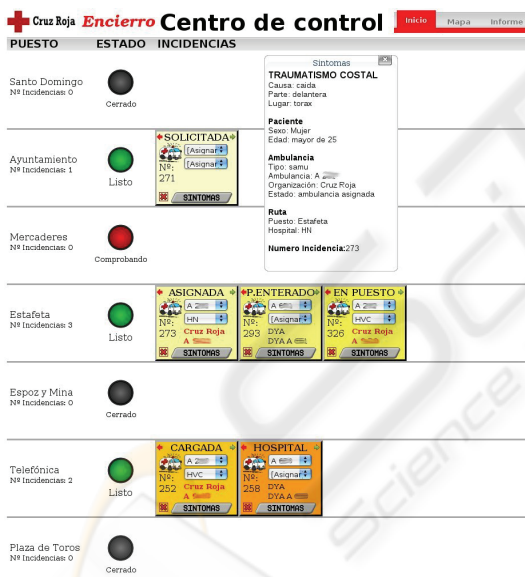 Cruz Roja Encierro Centro de control Inicio Mapa Informe
PUESTO ESTADO INCIDENCIAS
Sintomas
TRAUMATISMO COSTAL
Causa: caida
Parte: delantera
Lugar: torax
Paciente
Sexo: Mujer
Edad: mayor de 25
Ambulancia
Tipo: samu
Ambulancia: A
Organización: Cruz Roja
Estado: ambulancia asignada
Ruta
Puesto: Estafeta
Hospital: HN
Numero Incidencia:273
Santo Domingo
Nº Incidencias: 0
Cerrado
Ayuntamiento
Nº Incidencias: 1
Listo
SOLICITADA
[Asignar
[Asignar
Nº:
271
SINTOMAS
Mercaderes
Nº Incidencias: 0
Comprobando
Estafeta
Nº Incidencias: 3
Listo
ASIGNADA
A 2
HN
Nº:
273 Cruz Roja
A
SINTOMAS
P.ENTERADO
A
[Asignar
Nº:
293 DYA
DYA A
SINTOMAS
EN PUESTO
A 2
HVC
Nº:
326 Cruz Roja
A
SINTOMAS
Espoz y Mina
Nº Incidencias: 0
Cerrado
Telefónica
Nº Incidencias: 2
Listo
CARGADA
A 2
HVC
Nº:
252 Cruz Roja
A
SINTOMAS
HOSPITAL
A
[Asignar
Nº:
258 DYA
DYA A
SINTOMAS
Plaza de Toros
Nº Incidencias: 0
Cerrado